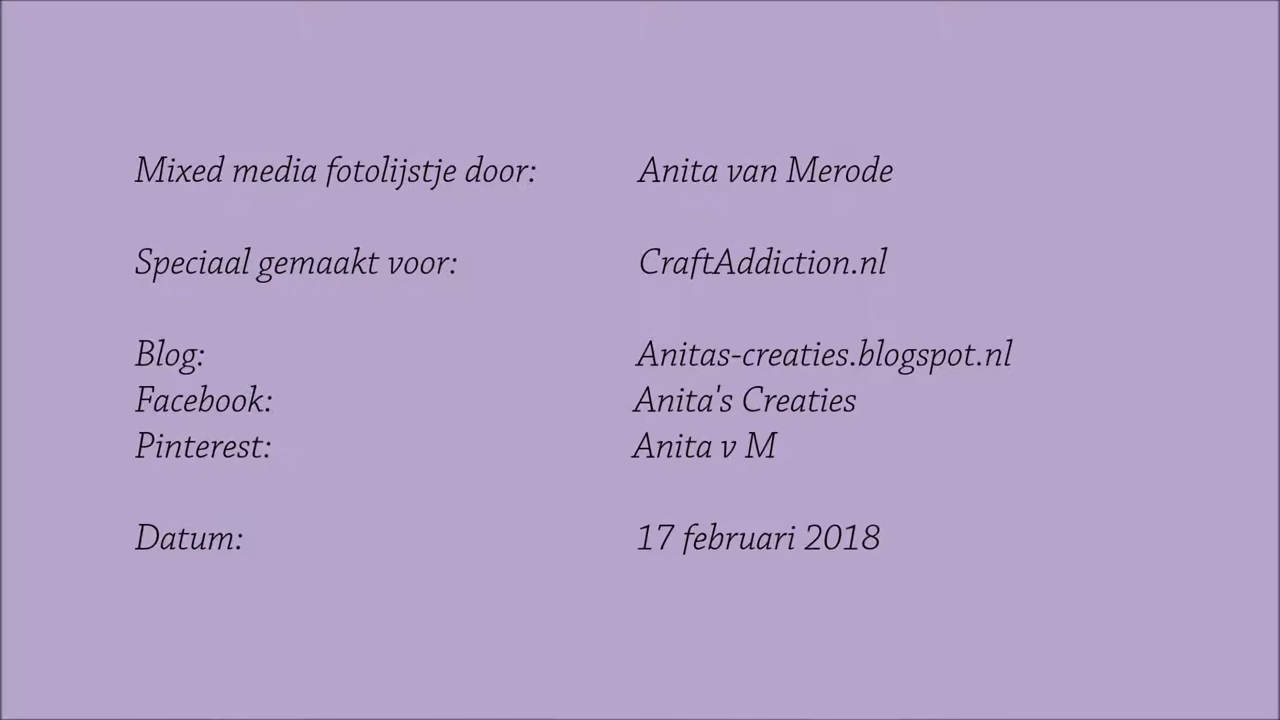 Mixed media fotolijstje door: Anita van Merode
Speciaal gemaakt voor: CraftAddiction.nl
Blog: Anitas-creaties.blogspot.nl
Facebook: Anita's Creaties
Pinterest: Anita v M
Datum: 17 februari 2018